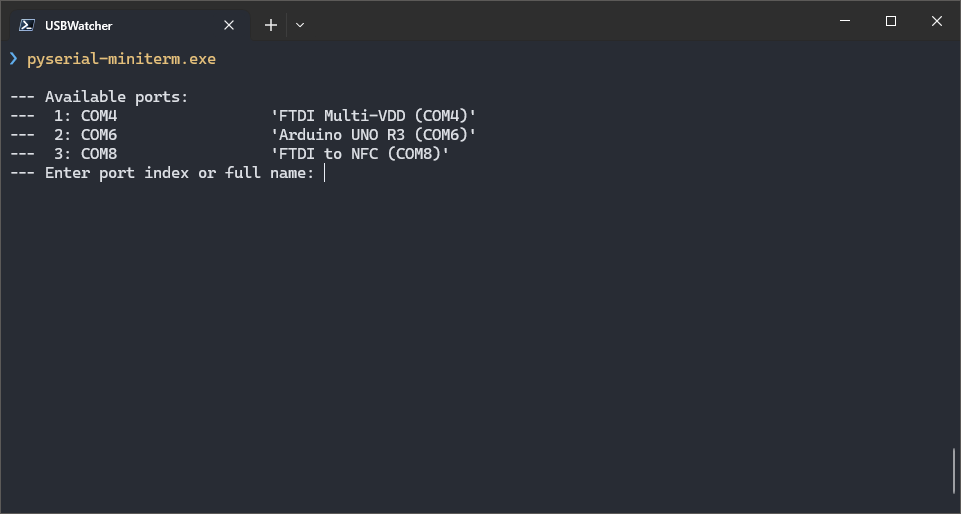 USBWatcher
❯ pyserial-miniterm.exe
--- Available ports:
---  1: COM4                 'FTDI Multi-VDD (COM4)'
---  2: COM6                 'Arduino UNO R3 (COM6)'
---  3: COM8                 'FTDI to NFC (COM8)'
--- Enter port index or full name: